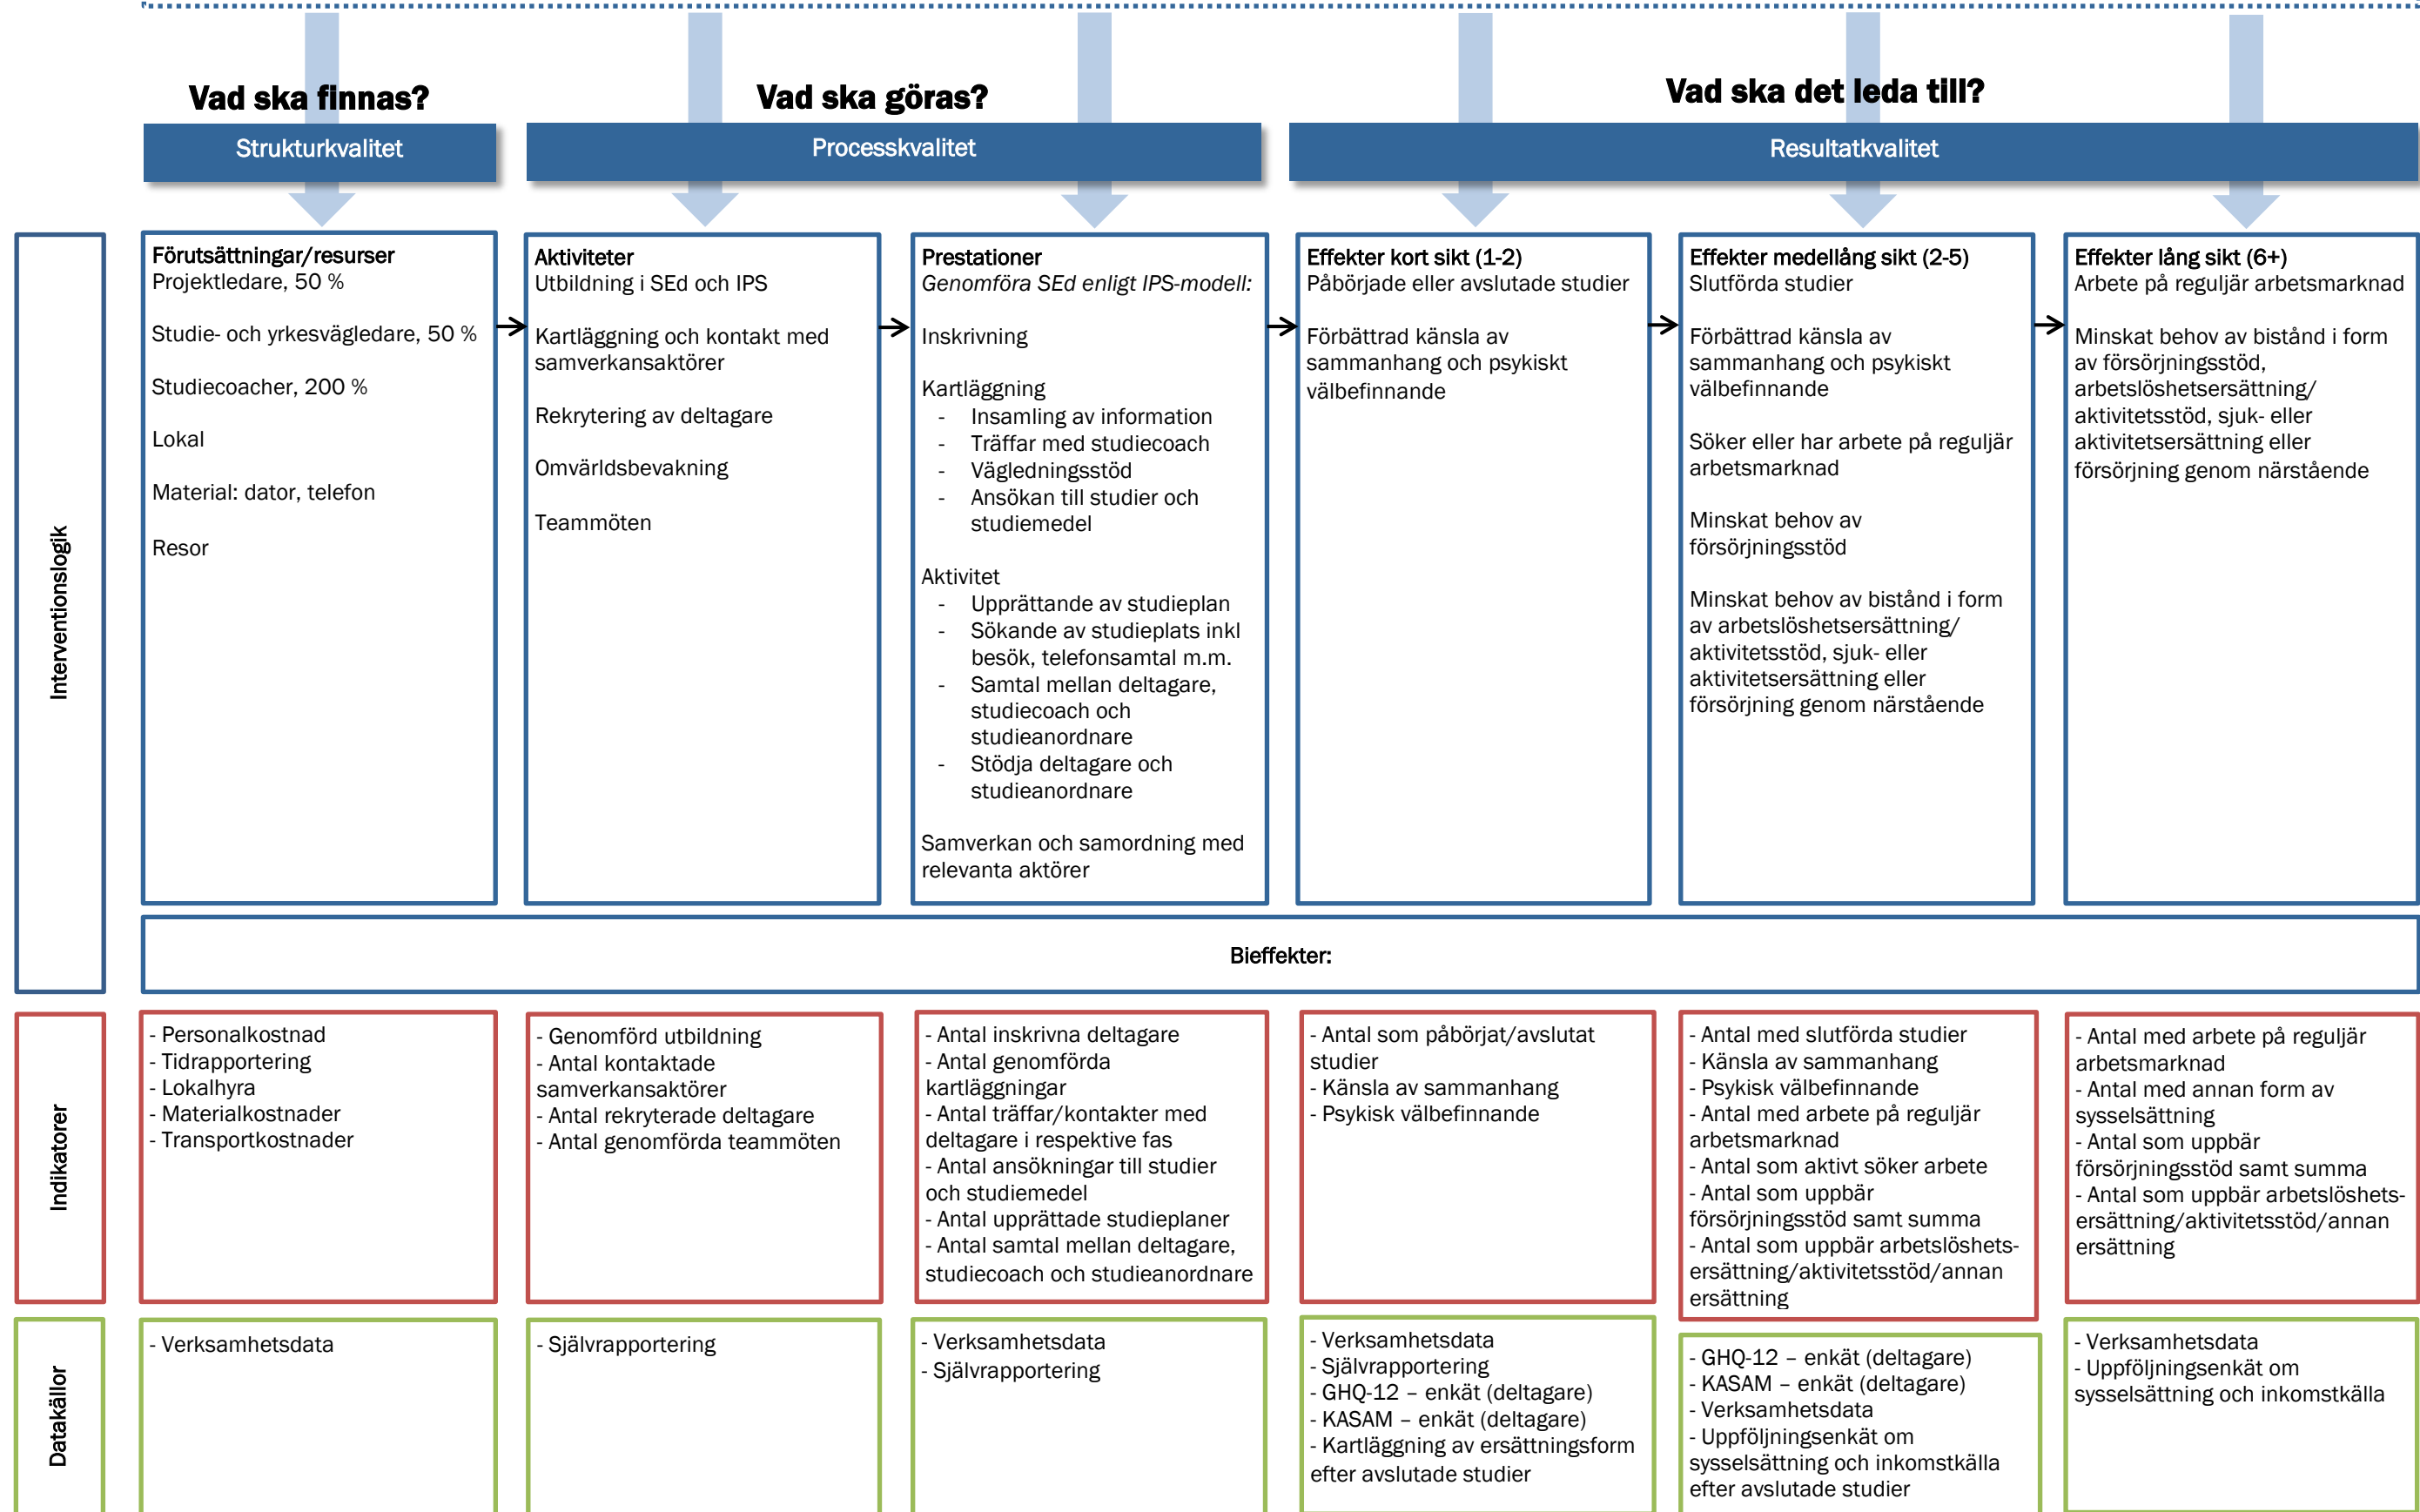 Vad ska finnas?
Vad ska göras?
Vad ska det leda till?
Strukturkvalitet
Processkvalitet
Resultatkvalitet
Interventionslogik
Förutsättningar/resurser
Projektledare, 50 %
Studie- och yrkesvägledare, 50 %
Studiecoacher, 200 %
Lokal
Material: dator, telefon
Resor
Aktiviteter
Utbildning i SEd och IPS
Kartläggning och kontakt med
samverkansaktörer
Rekrytering av deltagare
Omvärldsbevakning
Teammöten
Prestationer
Genomföra SEd enligt IPS-modell:
Inskrivning
Kartläggning
- Insamling av information
- Träffar med studiecoach
- Vägledningsstöd
- Ansökan till studier och
studiemedel
Aktivitet
- Upprättande av studieplan
- Sökande av studieplats inkl
besök, telefonsamtal m.m.
- Samtal mellan deltagare,
studiecoach och
studieanordnare
- Stödja deltagare och
studieanordnare
Samverkan och samordning med
relevanta aktörer
Effekter kort sikt (1-2)
Påbörjade eller avslutade studier
Förbättrad känsla av
sammanhang och psykiskt
välbefinnande
Effekter medellång sikt (2-5)
Slutförda studier
Förbättrad känsla av
sammanhang och psykiskt
välbefinnande
Söker eller har arbete på reguljär
arbetsmarknad
Minskat behov av
försörjningsstöd
Minskat behov av bistånd i form
av arbetslöshetsersättning/
aktivitetsstöd, sjuk- eller
aktivitetsersättning eller
försörjning genom närstående
Effekter lång sikt (6+)
Arbete på reguljär arbetsmarknad
Minskat behov av bistånd i form
av försörjningsstöd,
arbetslöshetsersättning/
aktivitetsstöd, sjuk- eller
aktivitetsersättning eller
försörjning genom närstående
Bieffekter:
Indikatorer
- Personalkostnad
- Tidrapportering
- Lokalhyra
- Materialkostnader
- Transportkostnader
- Genomförd utbildning
- Antal kontaktade
samverkansaktörer
- Antal rekryterade deltagare
- Antal genomförda teammöten
- Antal inskrivna deltagare
- Antal genomförda
kartläggningar
- Antal träffar/kontakter med
deltagare i respektive fas
- Antal ansökningar till studier
och studiemedel
- Antal upprättade studieplaner
- Antal samtal mellan deltagare,
studiecoach och studieanordnare
- Antal som påbörjat/avslutat
studier
- Känsla av sammanhang
- Psykisk välbefinnande
- Antal med slutförda studier
- Känsla av sammanhang
- Psykisk välbefinnande
- Antal med arbete på reguljär
arbetsmarknad
- Antal som aktivt söker arbete
- Antal som uppbär
försörjningsstöd samt summa
- Antal som uppbär arbetslöshets-
ersättning/aktivitetsstöd/annan
ersättning
- Antal med arbete på reguljär
arbetsmarknad
- Antal med annan form av
sysselsättning
- Antal som uppbär
försörjningsstöd samt summa
- Antal som uppbär arbetslöshets-
ersättning/aktivitetsstöd/annan
ersättning
Datakällor
- Verksamhetsdata
- Självrapportering
- Verksamhetsdata
- Självrapportering
- Verksamhetsdata
- Självrapportering
- GHQ-12 – enkät (deltagare)
- KASAM – enkät (deltagare)
- Kartläggning av ersättningsform
efter avslutade studier
- GHQ-12 – enkät (deltagare)
- KASAM – enkät (deltagare)
- Verksamhetsdata
- Uppföljningsenkät om
sysselsättning och inkomstkälla
efter avslutade studier
- Verksamhetsdata
- Uppföljningsenkät om
sysselsättning och inkomstkälla